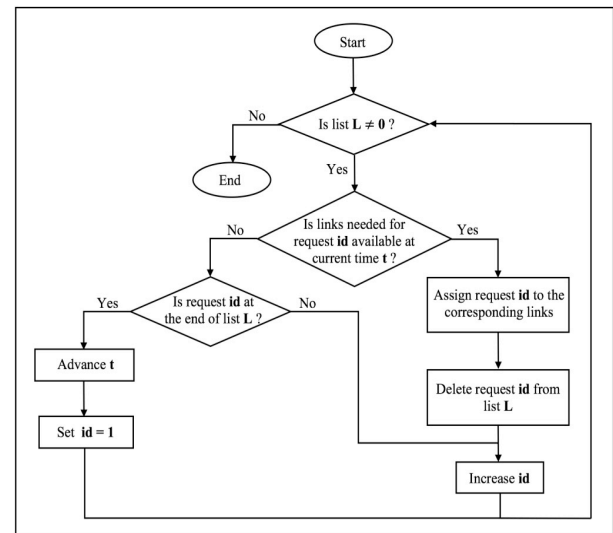 Start
Is list L ≠ 0 ?
No
End
Yes
Is links needed for
request id available at
current time t ?
No
Yes
Is request id at
the end of list L ?
Yes
No
Assign request id to the
corresponding links
Advance t
Delete request id from
list L
Set id = 1
Increase id